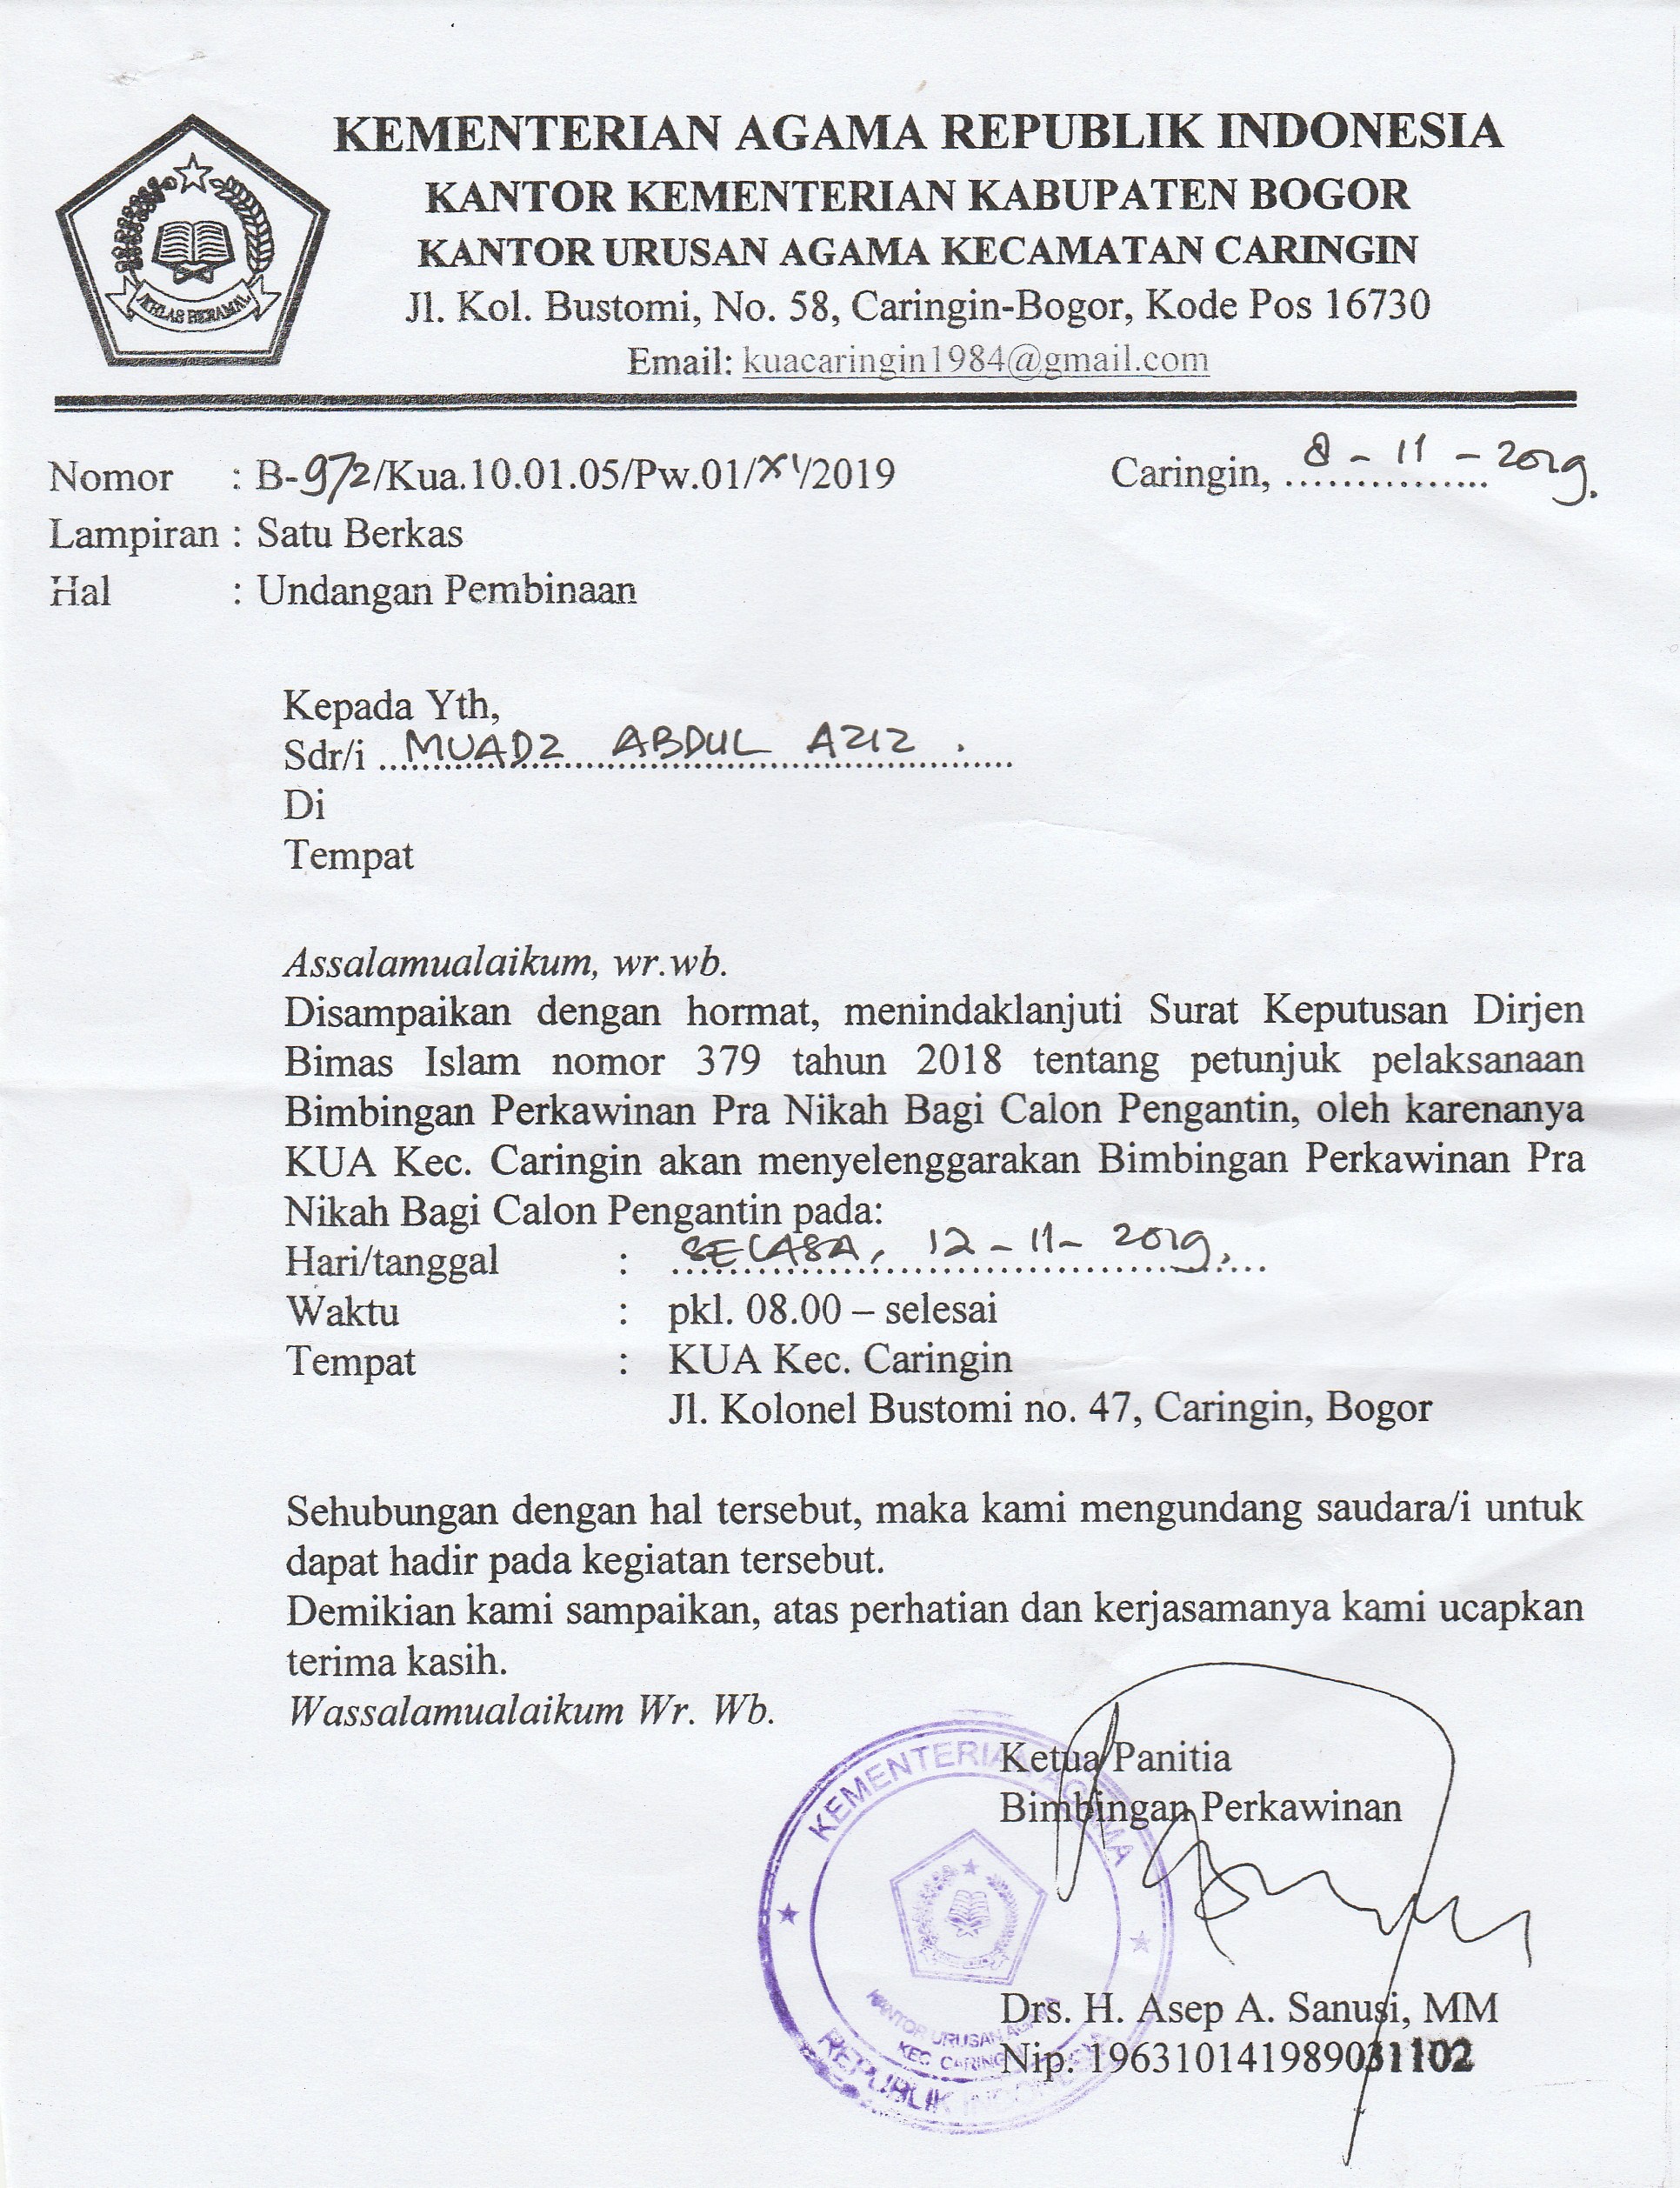 KEMENTERIAN AGAMA REPUBLIK INDONESIA
KANTOR KEMENTERIAN KABUPATEN BOGOR
KANTOR URUSAN AGAMA KECAMATAN CARINGIN
Jl. Kol. Bustomi, No. 58, Caringin-Bogor, Kode Pos 16730
Email: kuacaringin1984@gmail.com
IKHLAS BERAMAL
Nomor : B-972/Kua.10.01.05/Pw.01/XI/2019 Caringin, 8 - 11 - 2019.
Lampiran : Satu Berkas
Hal : Undangan Pembinaan
Kepada Yth,
Sdr/i MUADZ ABDUL AZIZ .
Di
Tempat
Assalamualaikum, wr.wb.
Disampaikan dengan hormat, menindaklanjuti Surat Keputusan Dirjen
Bimas Islam nomor 379 tahun 2018 tentang petunjuk pelaksanaan
Bimbingan Perkawinan Pra Nikah Bagi Calon Pengantin, oleh karenanya
KUA Kec. Caringin akan menyelenggarakan Bimbingan Perkawinan Pra
Nikah Bagi Calon Pengantin pada:
Hari/tanggal : SELASA, 12 - 11 - 2019.
Waktu : pkl. 08.00 – selesai
Tempat : KUA Kec. Caringin
Jl. Kolonel Bustomi no. 47, Caringin, Bogor
Sehubungan dengan hal tersebut, maka kami mengundang saudara/i untuk
dapat hadir pada kegiatan tersebut.
Demikian kami sampaikan, atas perhatian dan kerjasamanya kami ucapkan
terima kasih.
Wassalamualaikum Wr. Wb.
Ketua Panitia
Bimbingan Perkawinan
KEMENTERIAN AGAMA
KANTOR URUSAN AGAMA
KEC. CARINGIN
REPUBLIK INDONESIA
Drs. H. Asep A. Sanusi, MM
Nip. 196310141989031102